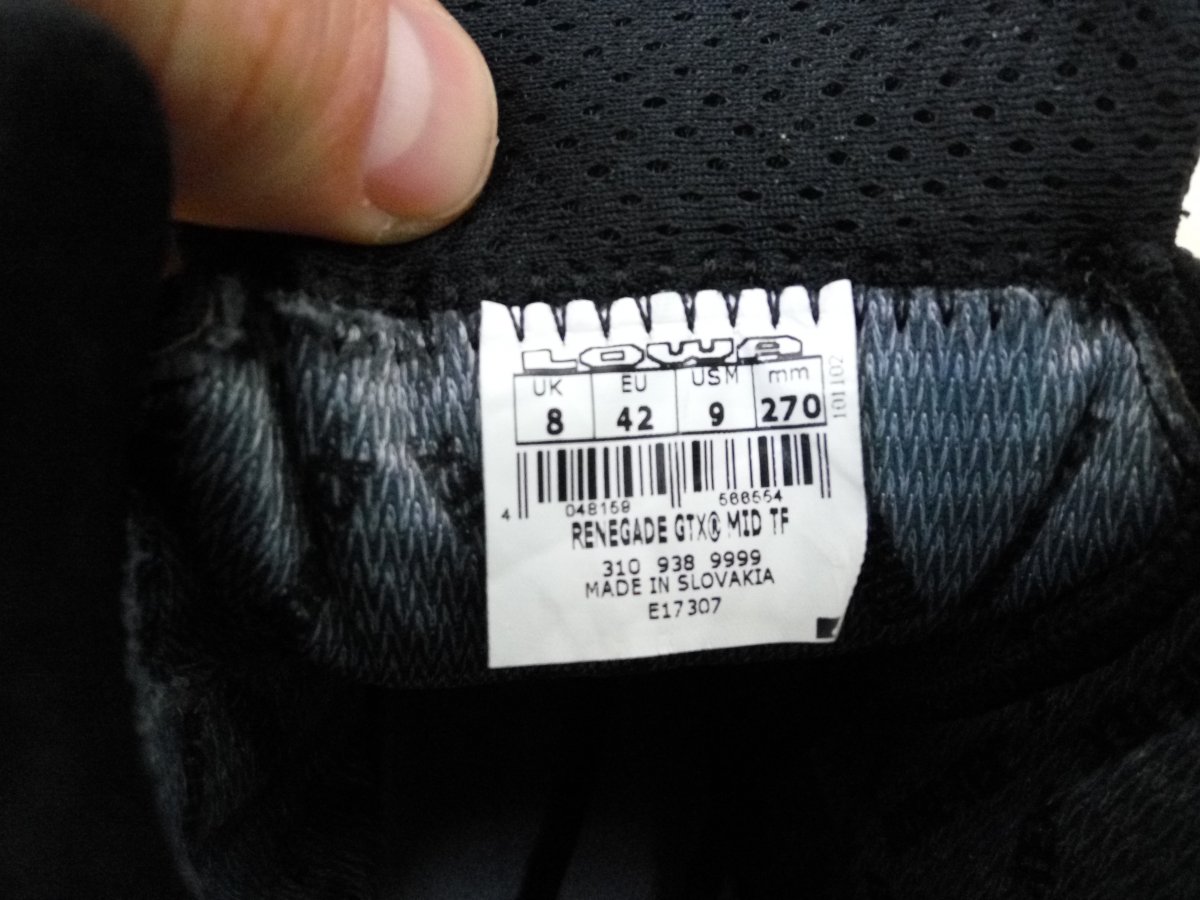 LOWA
UK EU USM mm
8 42 9 270
101102
4 048159 566554
RENEGADE GTX® MID TF
310 938 9999
MADE IN SLOVAKIA
E17307